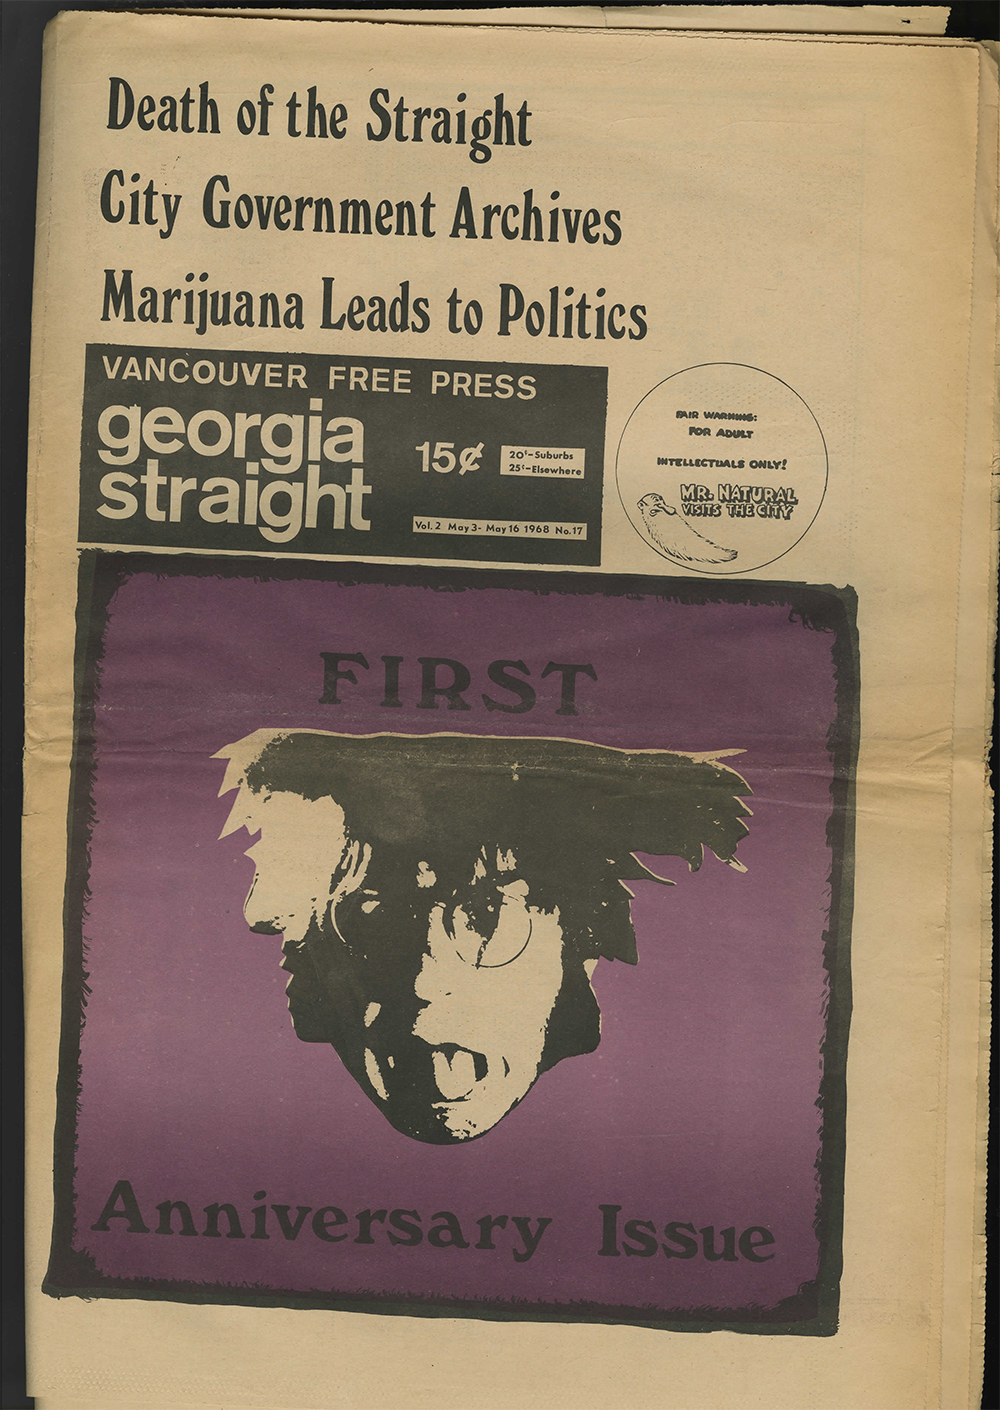 Death of the Straight
City Government Archives
Marijuana Leads to Politics
VANCOUVER FREE PRESS
georgia
straight
15¢
20¢-Suburbs
25¢-Elsewhere
Vol. 2 May 3- May 16 1968 No. 17
FAIR WARNING:
FOR ADULT
INTELLECTUALS ONLY!
MR. NATURAL
VISITS THE CITY
FIRST
Anniversary Issue